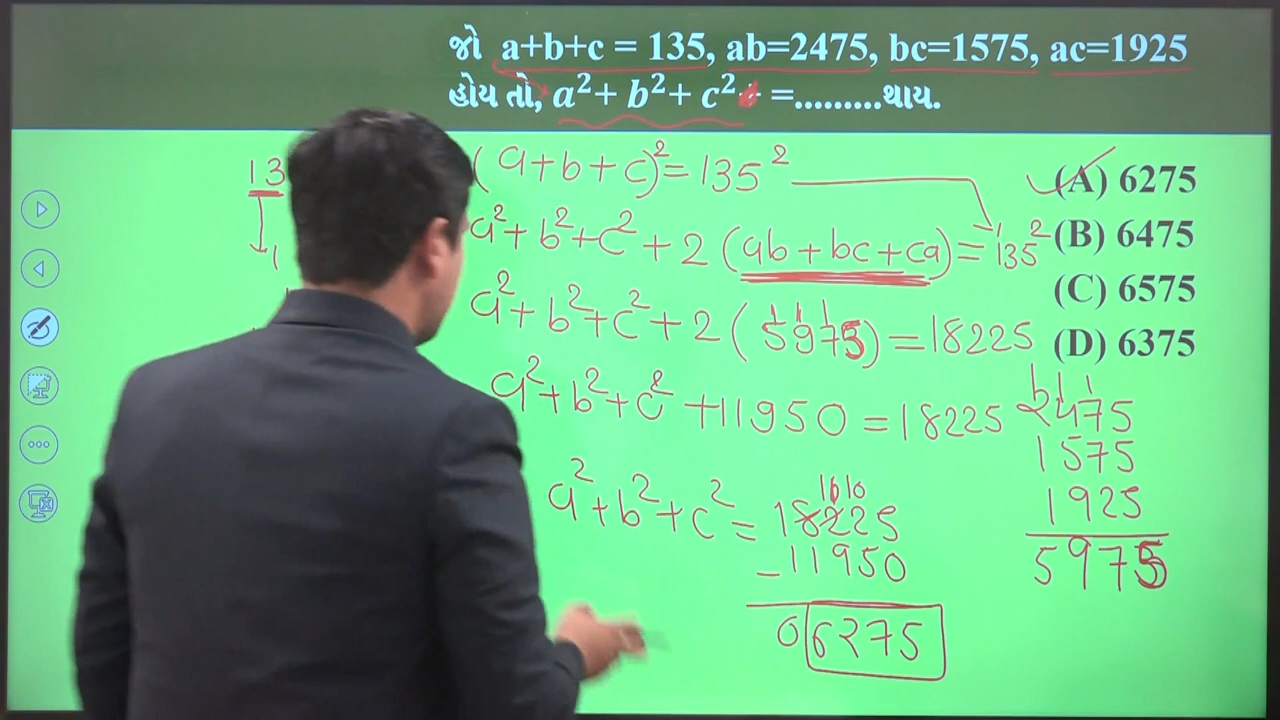 જો a+b+c = 135, ab=2475, bc=1575, ac=1925
હોય તો, a²+ b²+ c² =.........થાય.
(A) 6275
(B) 6475
(C) 6575
(D) 6375
13
(a+b+c)²=135²
a²+b²+c²+2(ab+bc+ca)=135²
a²+b²+c²+2(5975)=18225
a²+b²+c²+11950=18225
a²+b²+c²=18225
-11950
06275
2475
1575
1925
5975